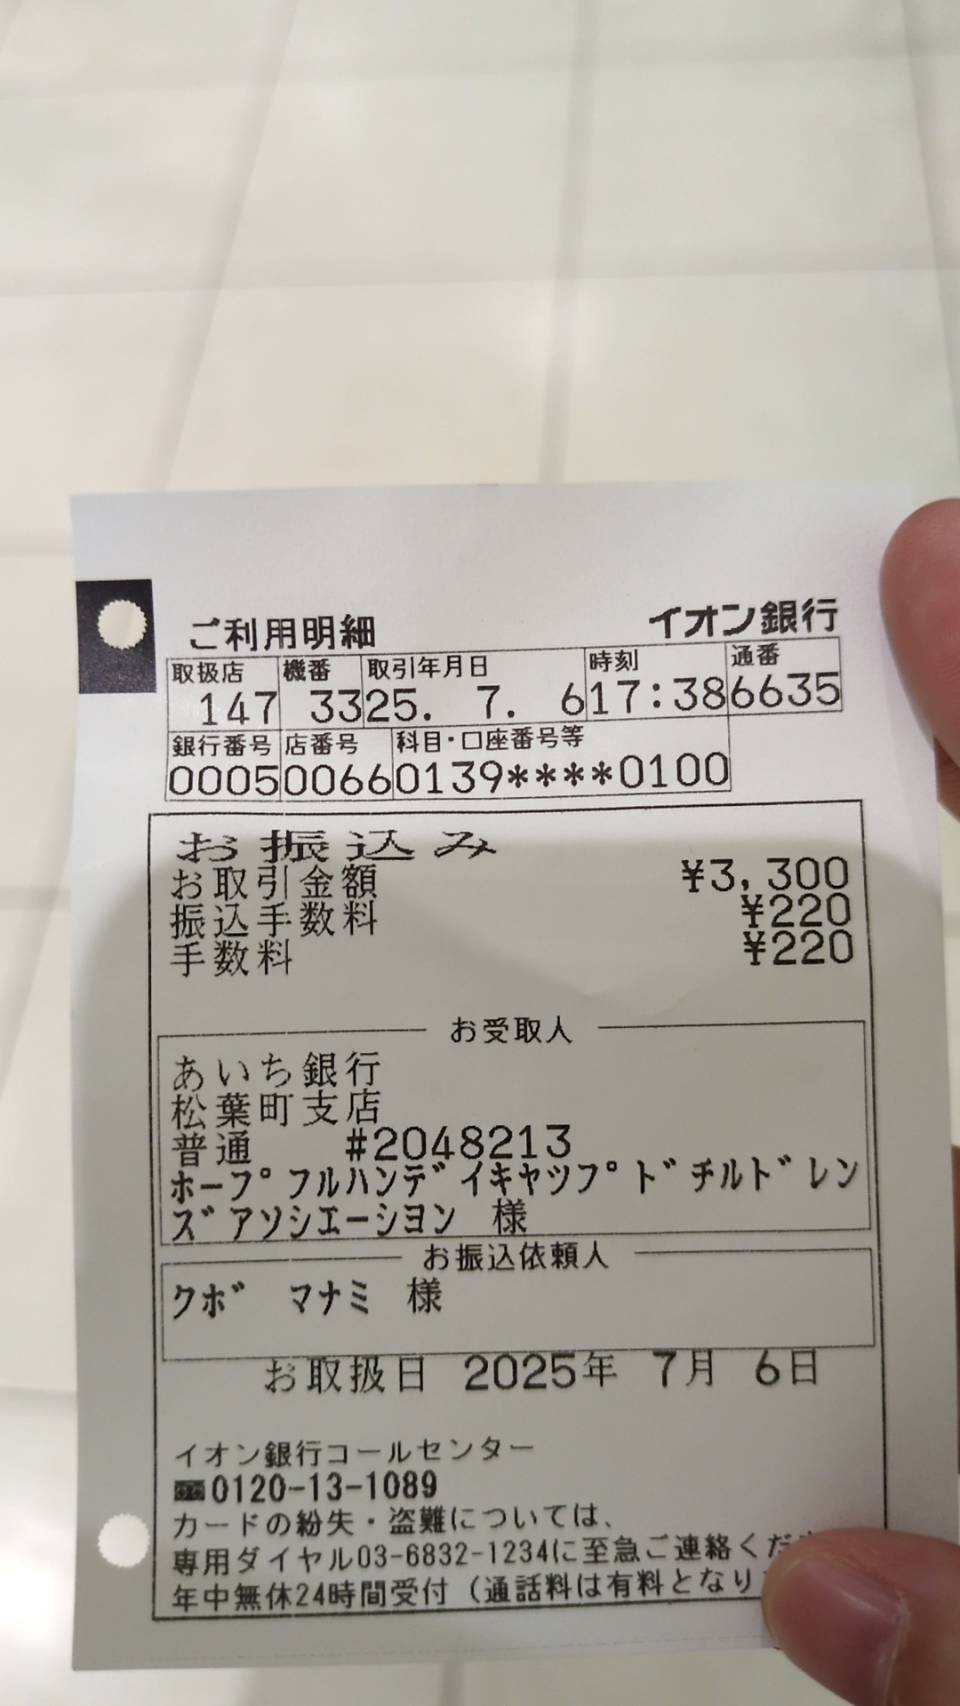 ご利用明細 イオン銀行
取扱店 機番 取引年月日 時刻 通番
147 33 25. 7. 6 17:38 6635
銀行番号 店番号 科目・口座番号等
0005 0066 0139****0100
お振込み
お取引金額 ¥3,300
振込手数料 ¥220
手数料 ¥220
お受取人
あいち銀行
松葉町支店
普通 #2048213
ホープフルハンデイキヤツプドチルドレン
ズアソシエーシヨン 様
お振込依頼人
クボ マナミ 様
お取扱日 2025年 7月 6日
イオン銀行コールセンター
☎0120-13-1089
カードの紛失・盗難については、
専用ダイヤル03-6832-1234に至急ご連絡くだ
年中無休24時間受付(通話料は有料となり